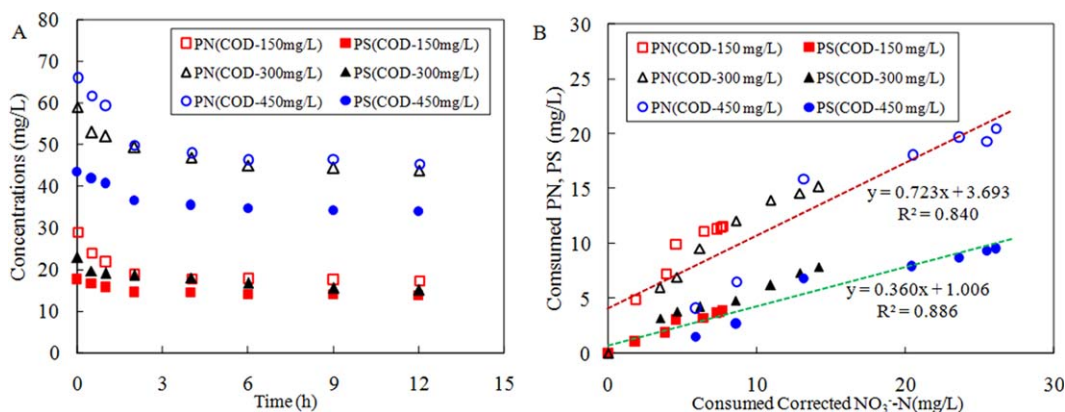 A
80
70
60
50
40
30
20
10
0
Concentrations (mg/L)
PN(COD-150mg/L) PS(COD-150mg/L)
PN(COD-300mg/L) PS(COD-300mg/L)
PN(COD-450mg/L) PS(COD-450mg/L)
0 3 6 9 12 15
Time (h)
B
30
25
20
15
10
5
0
Comsumed PN, PS (mg/L)
PN(COD-150 mg/L) PS(COD-150 mg/L)
PN(COD-300 mg/L) PS(COD-300 mg/L)
PN(COD-450 mg/L) PS(COD-450 mg/L)
y = 0.723x + 3.693
R² = 0.840
y = 0.360x + 1.006
R² = 0.886
0 10 20 30
Consumed Corrected NO₃⁻-N(mg/L)